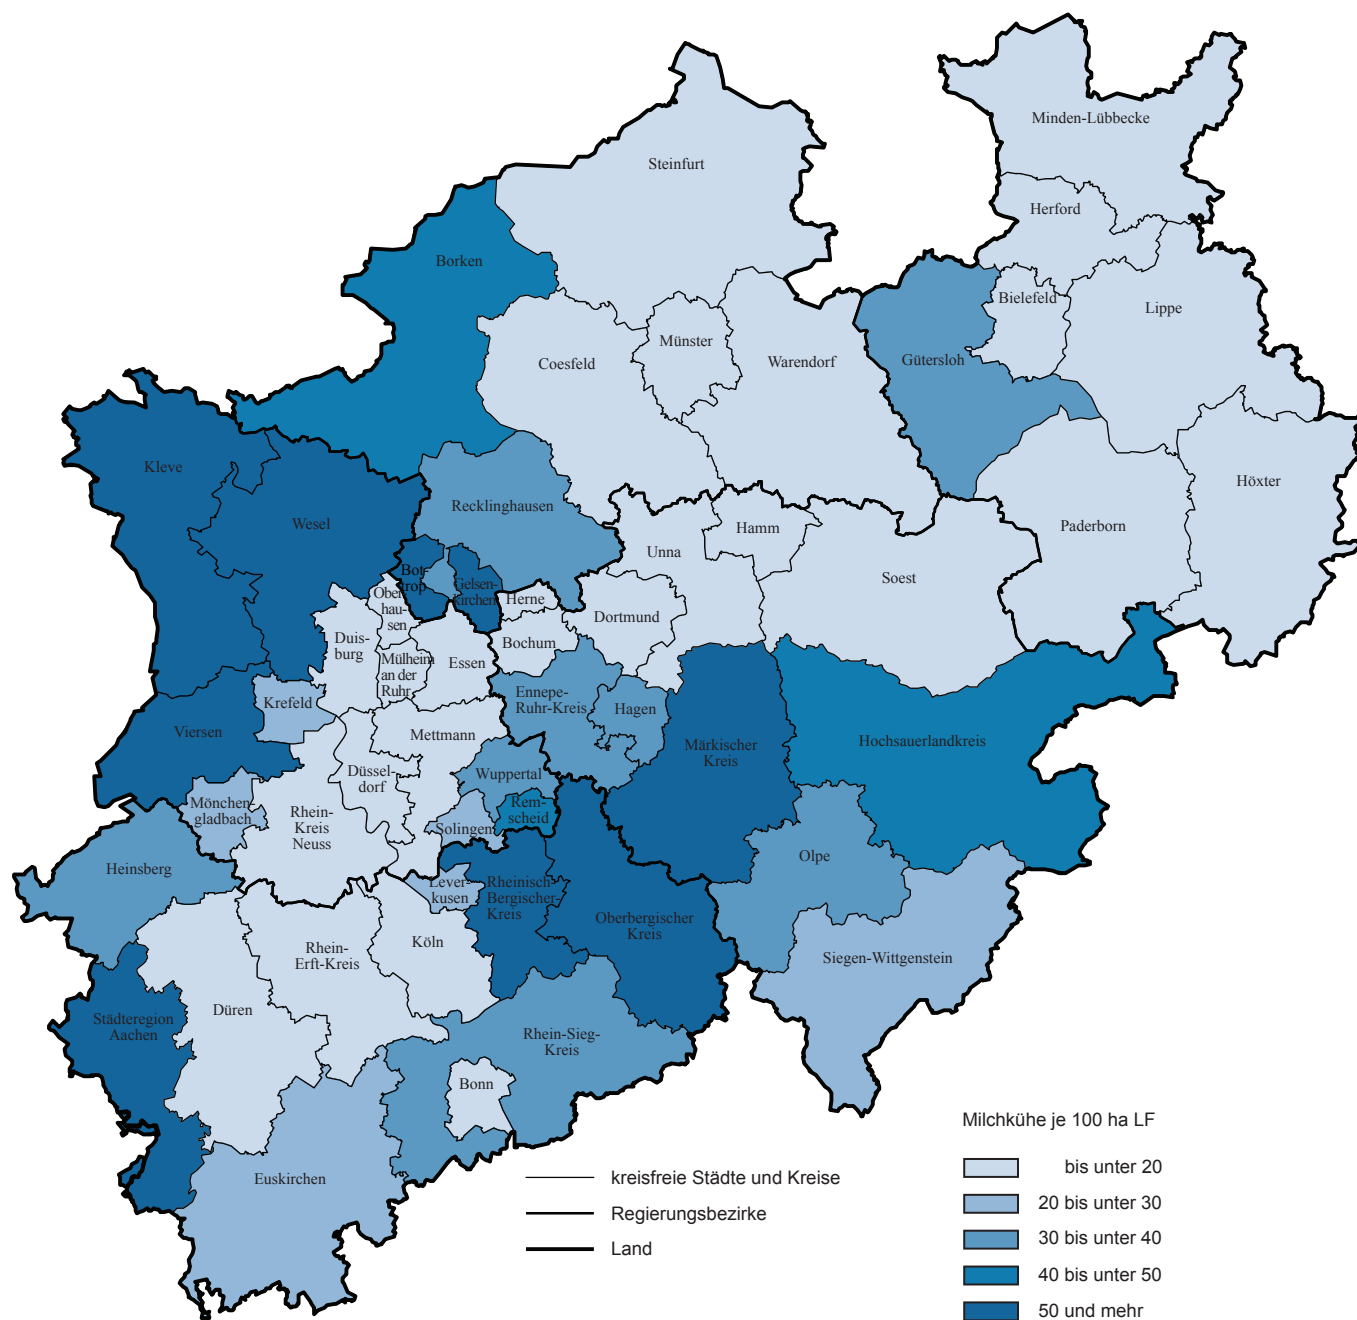 Minden-Lübbecke
Steinfurt
Herford
Borken
Bielefeld
Lippe
Münster
Coesfeld
Warendorf
Gütersloh
Kleve
Höxter
Recklinghausen
Wesel
Hamm
Paderborn
Unna
Bot-
trop
Gelsen-
kirchen
Soest
Ober-
hau-
sen
Herne
Dortmund
Duis-
burg
Bochum
Mülheim
an der
Ruhr
Essen
Krefeld
Ennepe-
Ruhr-Kreis
Hagen
Viersen
Mettmann
Märkischer
Kreis
Hochsauerlandkreis
Düssel-
dorf
Wuppertal
Mönchen-
gladbach
Rem-
scheid
Rhein-
Kreis
Neuss
Solingen
Olpe
Heinsberg
Lever-
kusen
Rheinisch-
Bergischer-
Kreis
Oberbergischer
Kreis
Köln
Rhein-
Erft-Kreis
Siegen-Wittgenstein
Düren
Städteregion
Aachen
Rhein-Sieg-
Kreis
Bonn
Euskirchen
kreisfreie Städte und Kreise
Regierungsbezirke
Land
Milchkühe je 100 ha LF
bis unter 20
20 bis unter 30
30 bis unter 40
40 bis unter 50
50 und mehr